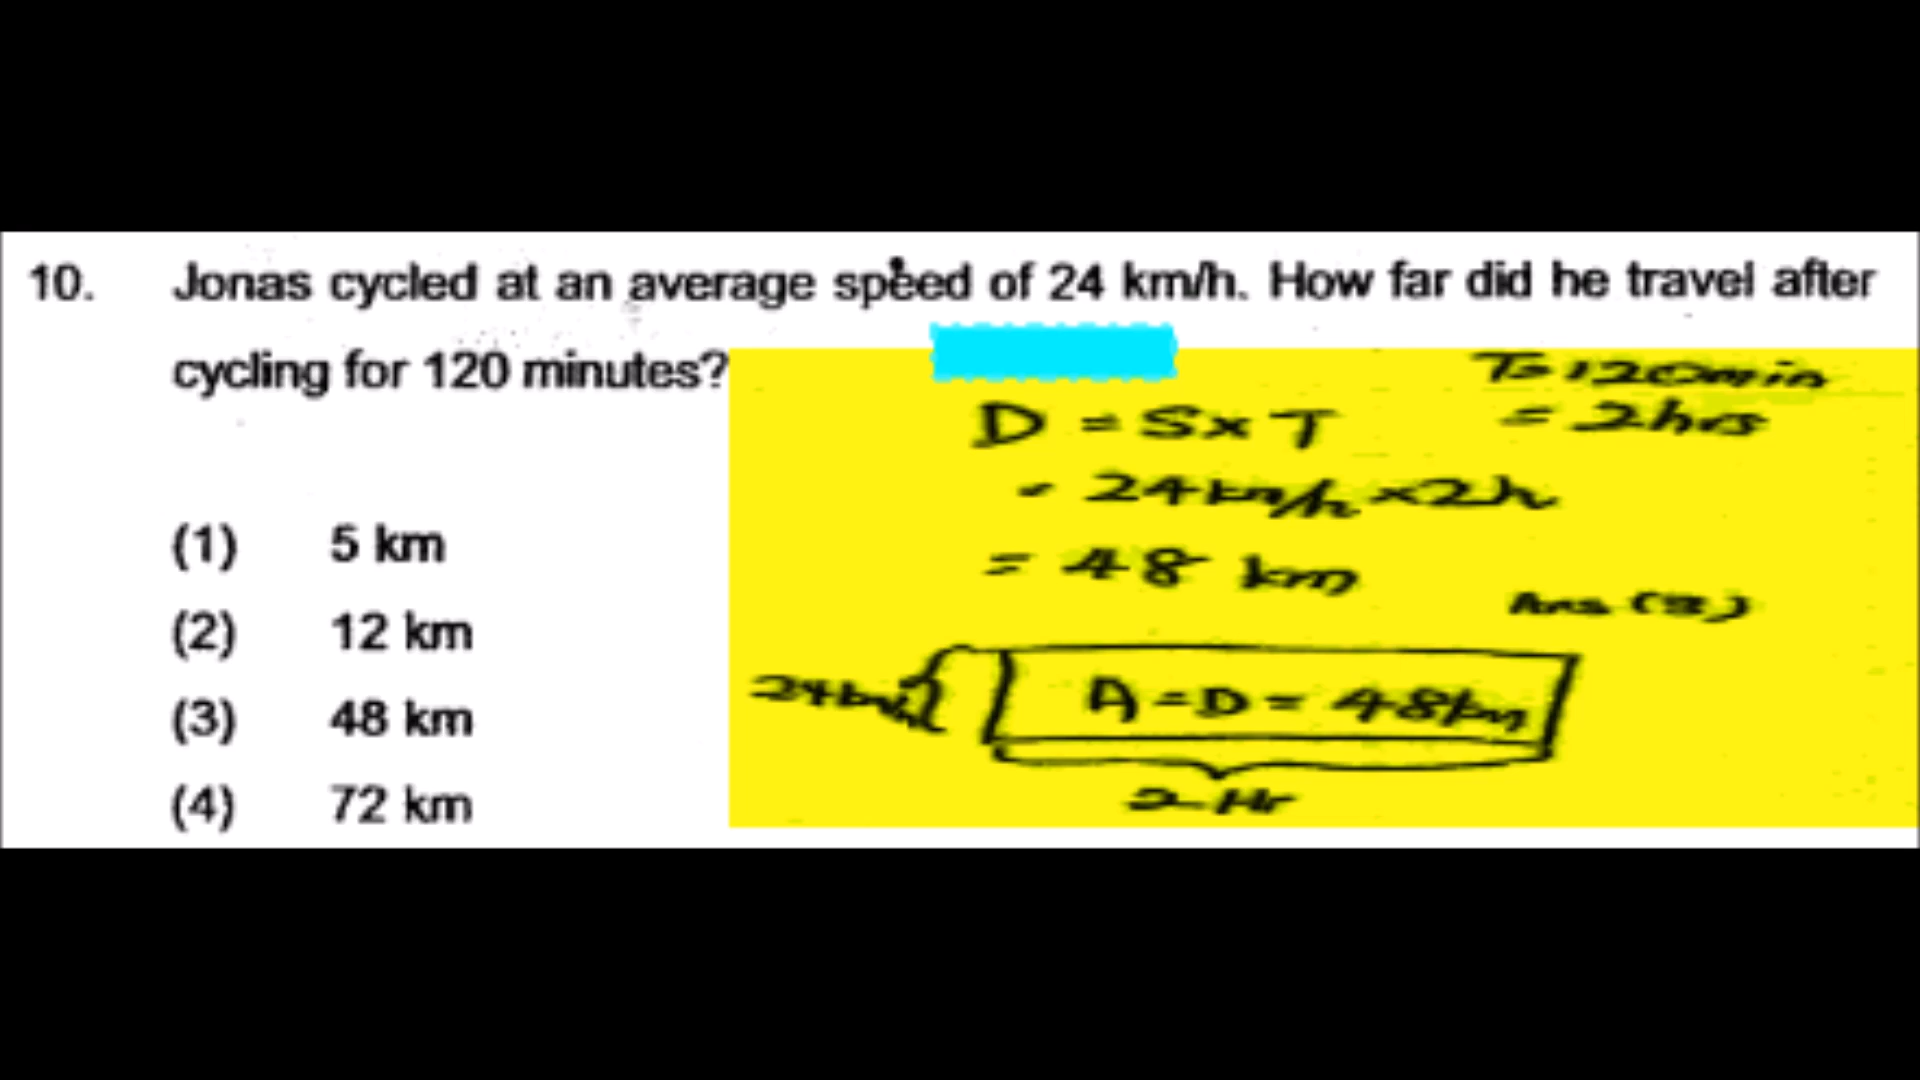 10. Jonas cycled at an average speed of 24 km/h. How far did he travel after
cycling for 120 minutes?
(1) 5 km
(2) 12 km
(3) 48 km
(4) 72 km
T = 120min
= 2hrs
D = S x T
= 24km/h x 2h
= 48 km
Ans (3)
24km/h
A = D = 48km
2 Hr